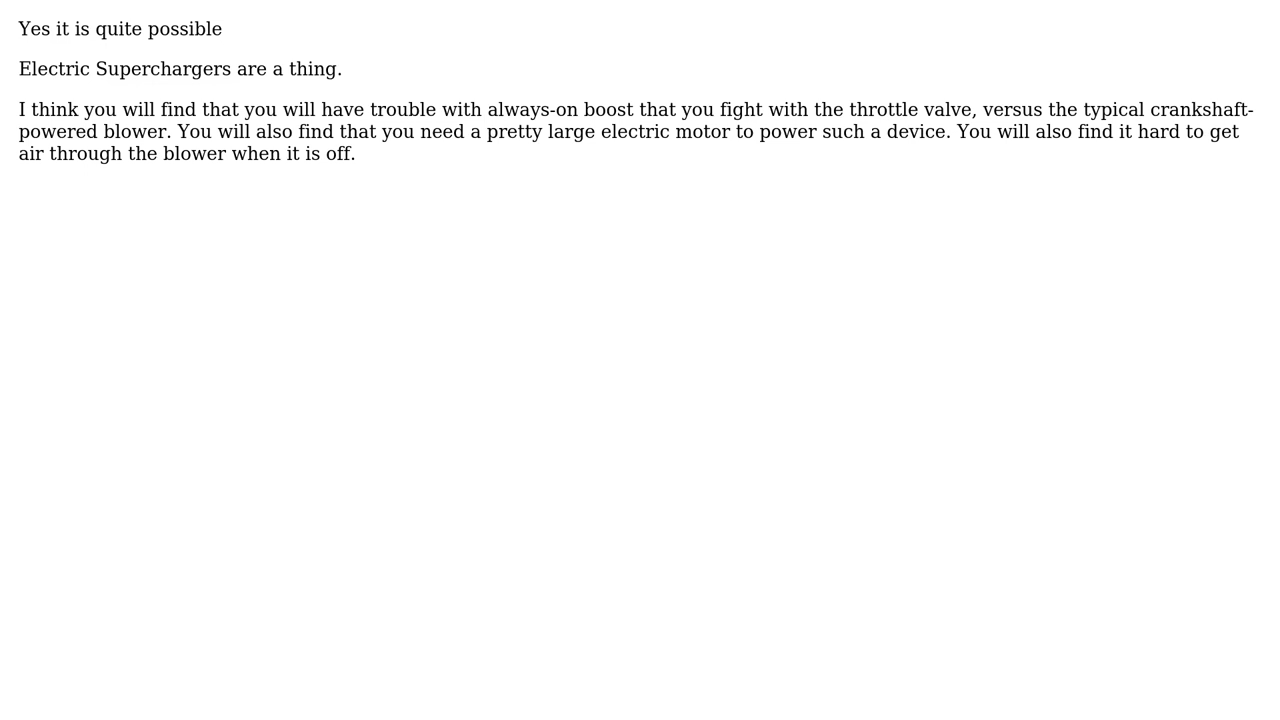 Yes it is quite possible
Electric Superchargers are a thing.
I think you will find that you will have trouble with always-on boost that you fight with the throttle valve, versus the typical crankshaft-
powered blower. You will also find that you need a pretty large electric motor to power such a device. You will also find it hard to get
air through the blower when it is off.